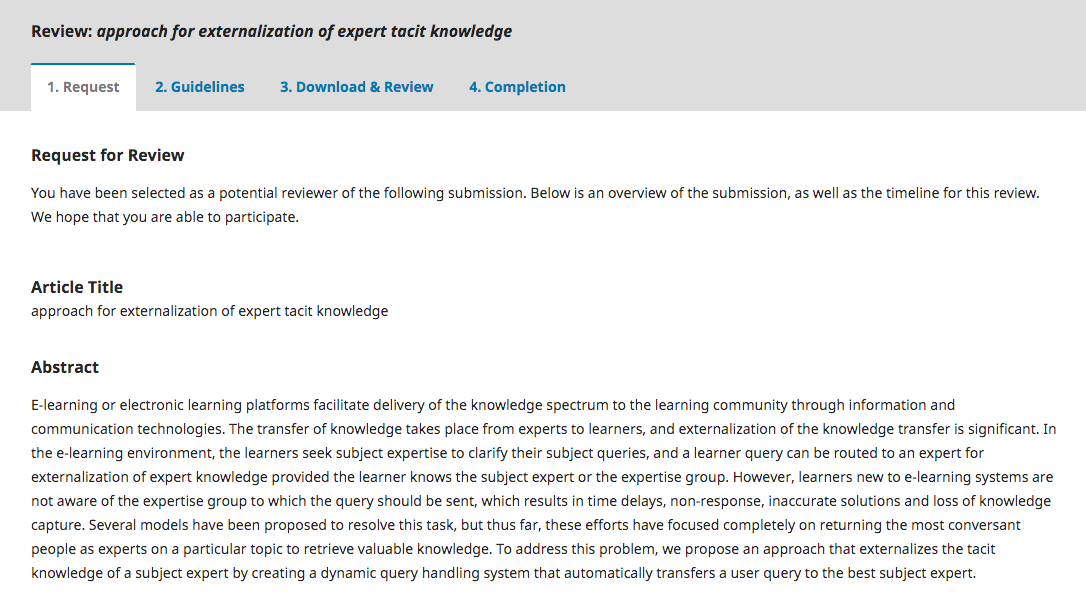 Review: approach for externalization of expert tacit knowledge
1. Request 2. Guidelines 3. Download & Review 4. Completion
Request for Review
You have been selected as a potential reviewer of the following submission. Below is an overview of the submission, as well as the timeline for this review.
We hope that you are able to participate.
Article Title
approach for externalization of expert tacit knowledge
Abstract
E-learning or electronic learning platforms facilitate delivery of the knowledge spectrum to the learning community through information and
communication technologies. The transfer of knowledge takes place from experts to learners, and externalization of the knowledge transfer is significant. In
the e-learning environment, the learners seek subject expertise to clarify their subject queries, and a learner query can be routed to an expert for
externalization of expert knowledge provided the learner knows the subject expert or the expertise group. However, learners new to e-learning systems are
not aware of the expertise group to which the query should be sent, which results in time delays, non-response, inaccurate solutions and loss of knowledge
capture. Several models have been proposed to resolve this task, but thus far, these efforts have focused completely on returning the most conversant
people as experts on a particular topic to retrieve valuable knowledge. To address this problem, we propose an approach that externalizes the tacit
knowledge of a subject expert by creating a dynamic query handling system that automatically transfers a user query to the best subject expert.